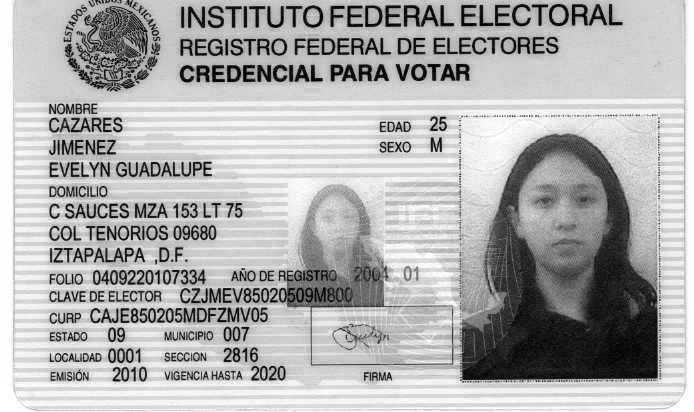 ESTADOS UNIDOS MEXICANOS
INSTITUTO FEDERAL ELECTORAL
REGISTRO FEDERAL DE ELECTORES
CREDENCIAL PARA VOTAR
NOMBRE
CAZARES
JIMENEZ
EVELYN GUADALUPE
EDAD 25
SEXO M
DOMICILIO
C SAUCES MZA 153 LT 75
COL TENORIOS 09680
IZTAPALAPA ,D.F.
FOLIO 0409220107334 AÑO DE REGISTRO 2004 01
CLAVE DE ELECTOR CZJMEV85020509M800
CURP CAJE850205MDFZMV05
ESTADO 09 MUNICIPIO 007
LOCALIDAD 0001 SECCION 2816
EMISIÓN 2010 VIGENCIA HASTA 2020
FIRMA